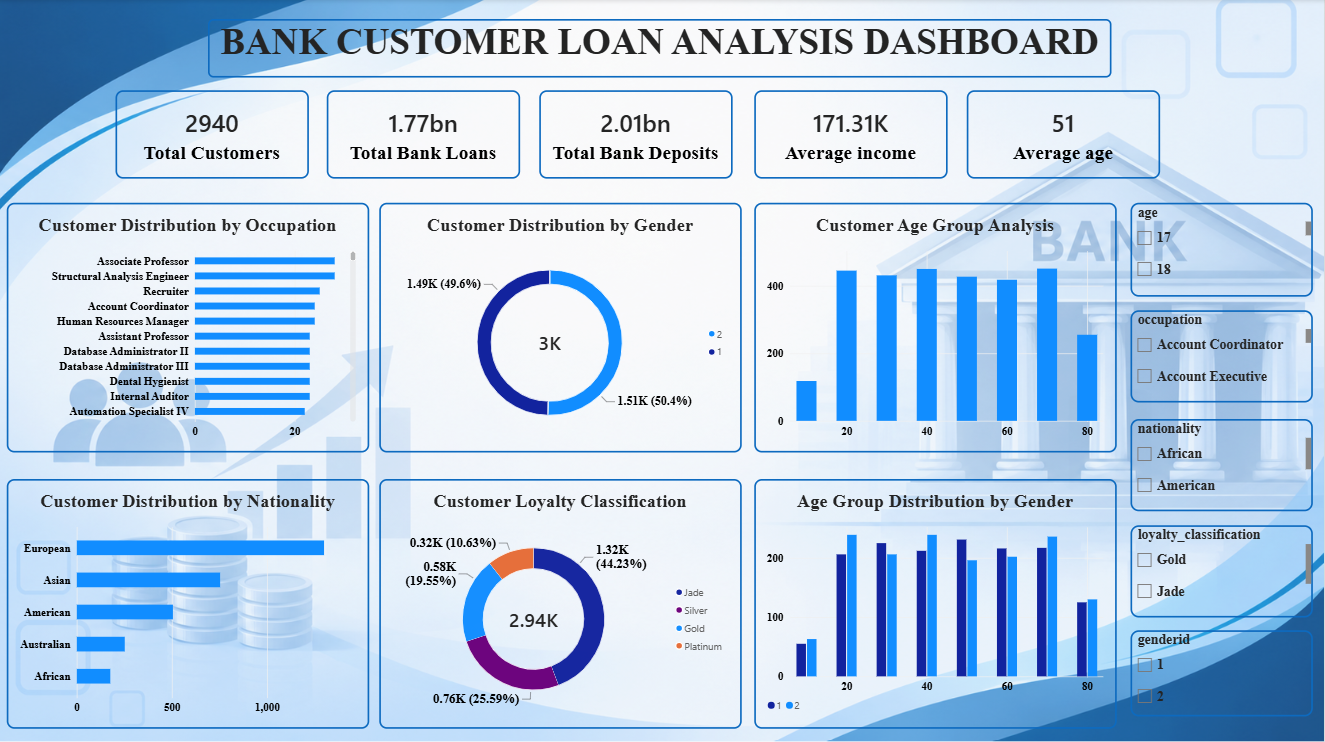 BANK CUSTOMER LOAN ANALYSIS DASHBOARD
2940
Total Customers
1.77bn
Total Bank Loans
2.01bn
Total Bank Deposits
171.31K
Average income
51
Average age
Customer Distribution by Occupation
Associate Professor
Structural Analysis Engineer
Recruiter
Account Coordinator
Human Resources Manager
Assistant Professor
Database Administrator II
Database Administrator III
Dental Hygienist
Internal Auditor
Automation Specialist IV
0 20
Customer Distribution by Gender
1.49K (49.6%)
3K
1.51K (50.4%)
2
1
Customer Age Group Analysis
400
200
0
20 40 60 80
BANK
age
17
18
occupation
Account Coordinator
Account Executive
nationality
African
American
loyalty_classification
Gold
Jade
genderid
1
2
Customer Distribution by Nationality
European
Asian
American
Australian
African
0 500 1,000
Customer Loyalty Classification
0.32K (10.63%)
1.32K
(44.23%)
0.58K
(19.55%)
2.94K
0.76K (25.59%)
Jade
Silver
Gold
Platinum
Age Group Distribution by Gender
200
100
0
20 40 60 80
1 2